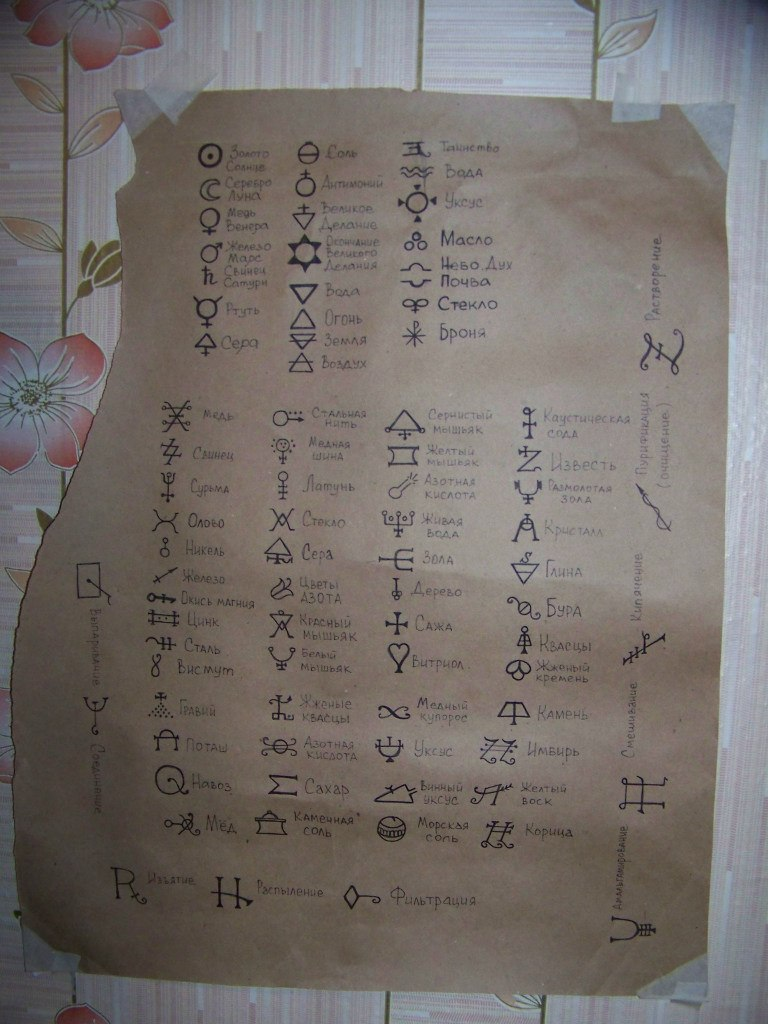 Золото
Солнце
Серебро
Луна
Медь
Венера
Железо
Марс
Свинец
Сатурн
Ртуть
Сера
Соль
Антимоний
Великое
Делание
Окончание
Великого
Делания
Вода
Огонь
Земля
Воздух
Таинство
Вода
Уксус
Масло
Небо, Дух
Почва
Стекло
Броня
Медь
Свинец
Сурьма
Олово
Никель
Железо
Окись магния
Цинк
Сталь
Висмут
Гравий
Поташ
Навоз
Мёд
Стальная
нить
Медная
шина
Латунь
Стекло
Сера
Цветы
АЗОТА
Красный
мышьяк
Белый
мышьяк
Жженые
квасцы
Азотная
кислота
Сахар
Каменная
соль
Сернистый
мышьяк
Желтый
мышьяк
Азотная
кислота
Живая
вода
Зола
Дерево
Сажа
Витриол
Медный
купорос
Уксус
Винный
уксус
Морская
соль
Каустическая
сода
Известь
Размолотая
зола
Кристалл
Глина
Бура
Квасцы
Жженый
кремень
Камень
Имбирь
Желтый
воск
Корица
Растворение
Пурификация
(очищение)
Кипячение
Смешивание
Амальгамирование
Выпаривание
Соединение
Изъятие
Распыление
Фильтрация